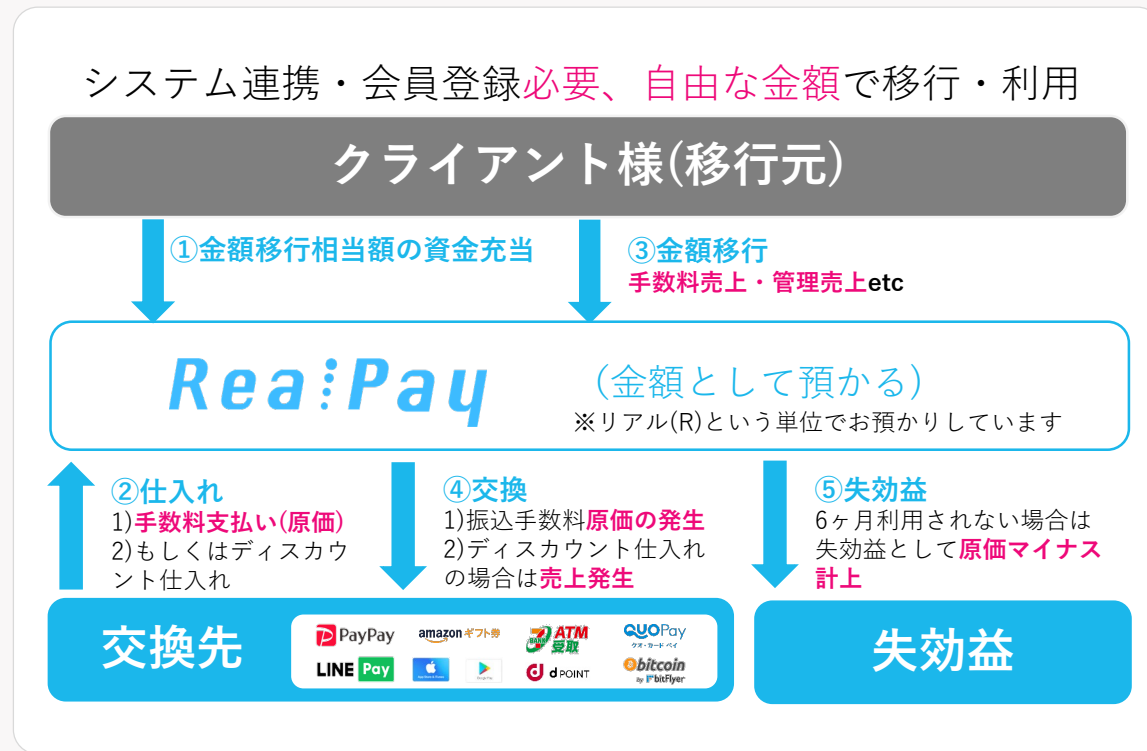 システム連携・会員登録必要、自由な金額で移行・利用
クライアント様(移行元)
①金額移行相当額の資金充当
③金額移行
手数料売上・管理売上etc
RealPay
(金額として預かる)
※リアル(R)という単位でお預かりしています
②仕入れ
1)手数料支払い(原価)
2)もしくはディスカウ
ント仕入れ
④交換
1)振込手数料原価の発生
2)ディスカウント仕入れ
の場合は売上発生
⑤失効益
6ヶ月利用されない場合は
失効益として原価マイナス
計上
交換先
PayPay
amazonギフト券
BANK ATM
受取
QUOPay
クオ・カード ペイ
LINE Pay
d POINT
bitcoin
by bitFlyer
失効益